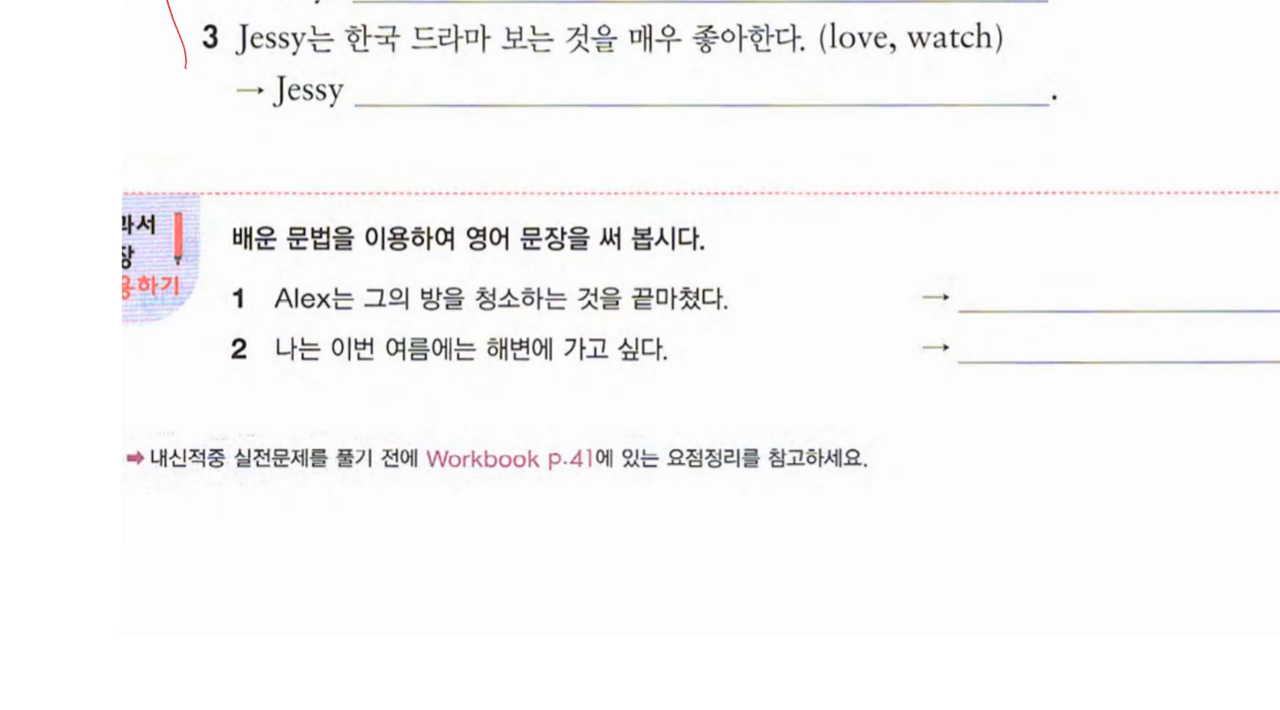 3 Jessy는 한국 드라마 보는 것을 매우 좋아한다. (love, watch)
→ Jessy .
배운 문법을 이용하여 영어 문장을 써 봅시다.
1 Alex는 그의 방을 청소하는 것을 끝마쳤다. →
2 나는 이번 여름에는 해변에 가고 싶다. →
➡ 내신적중 실전문제를 풀기 전에 Workbook p.41에 있는 요점정리를 참고하세요.